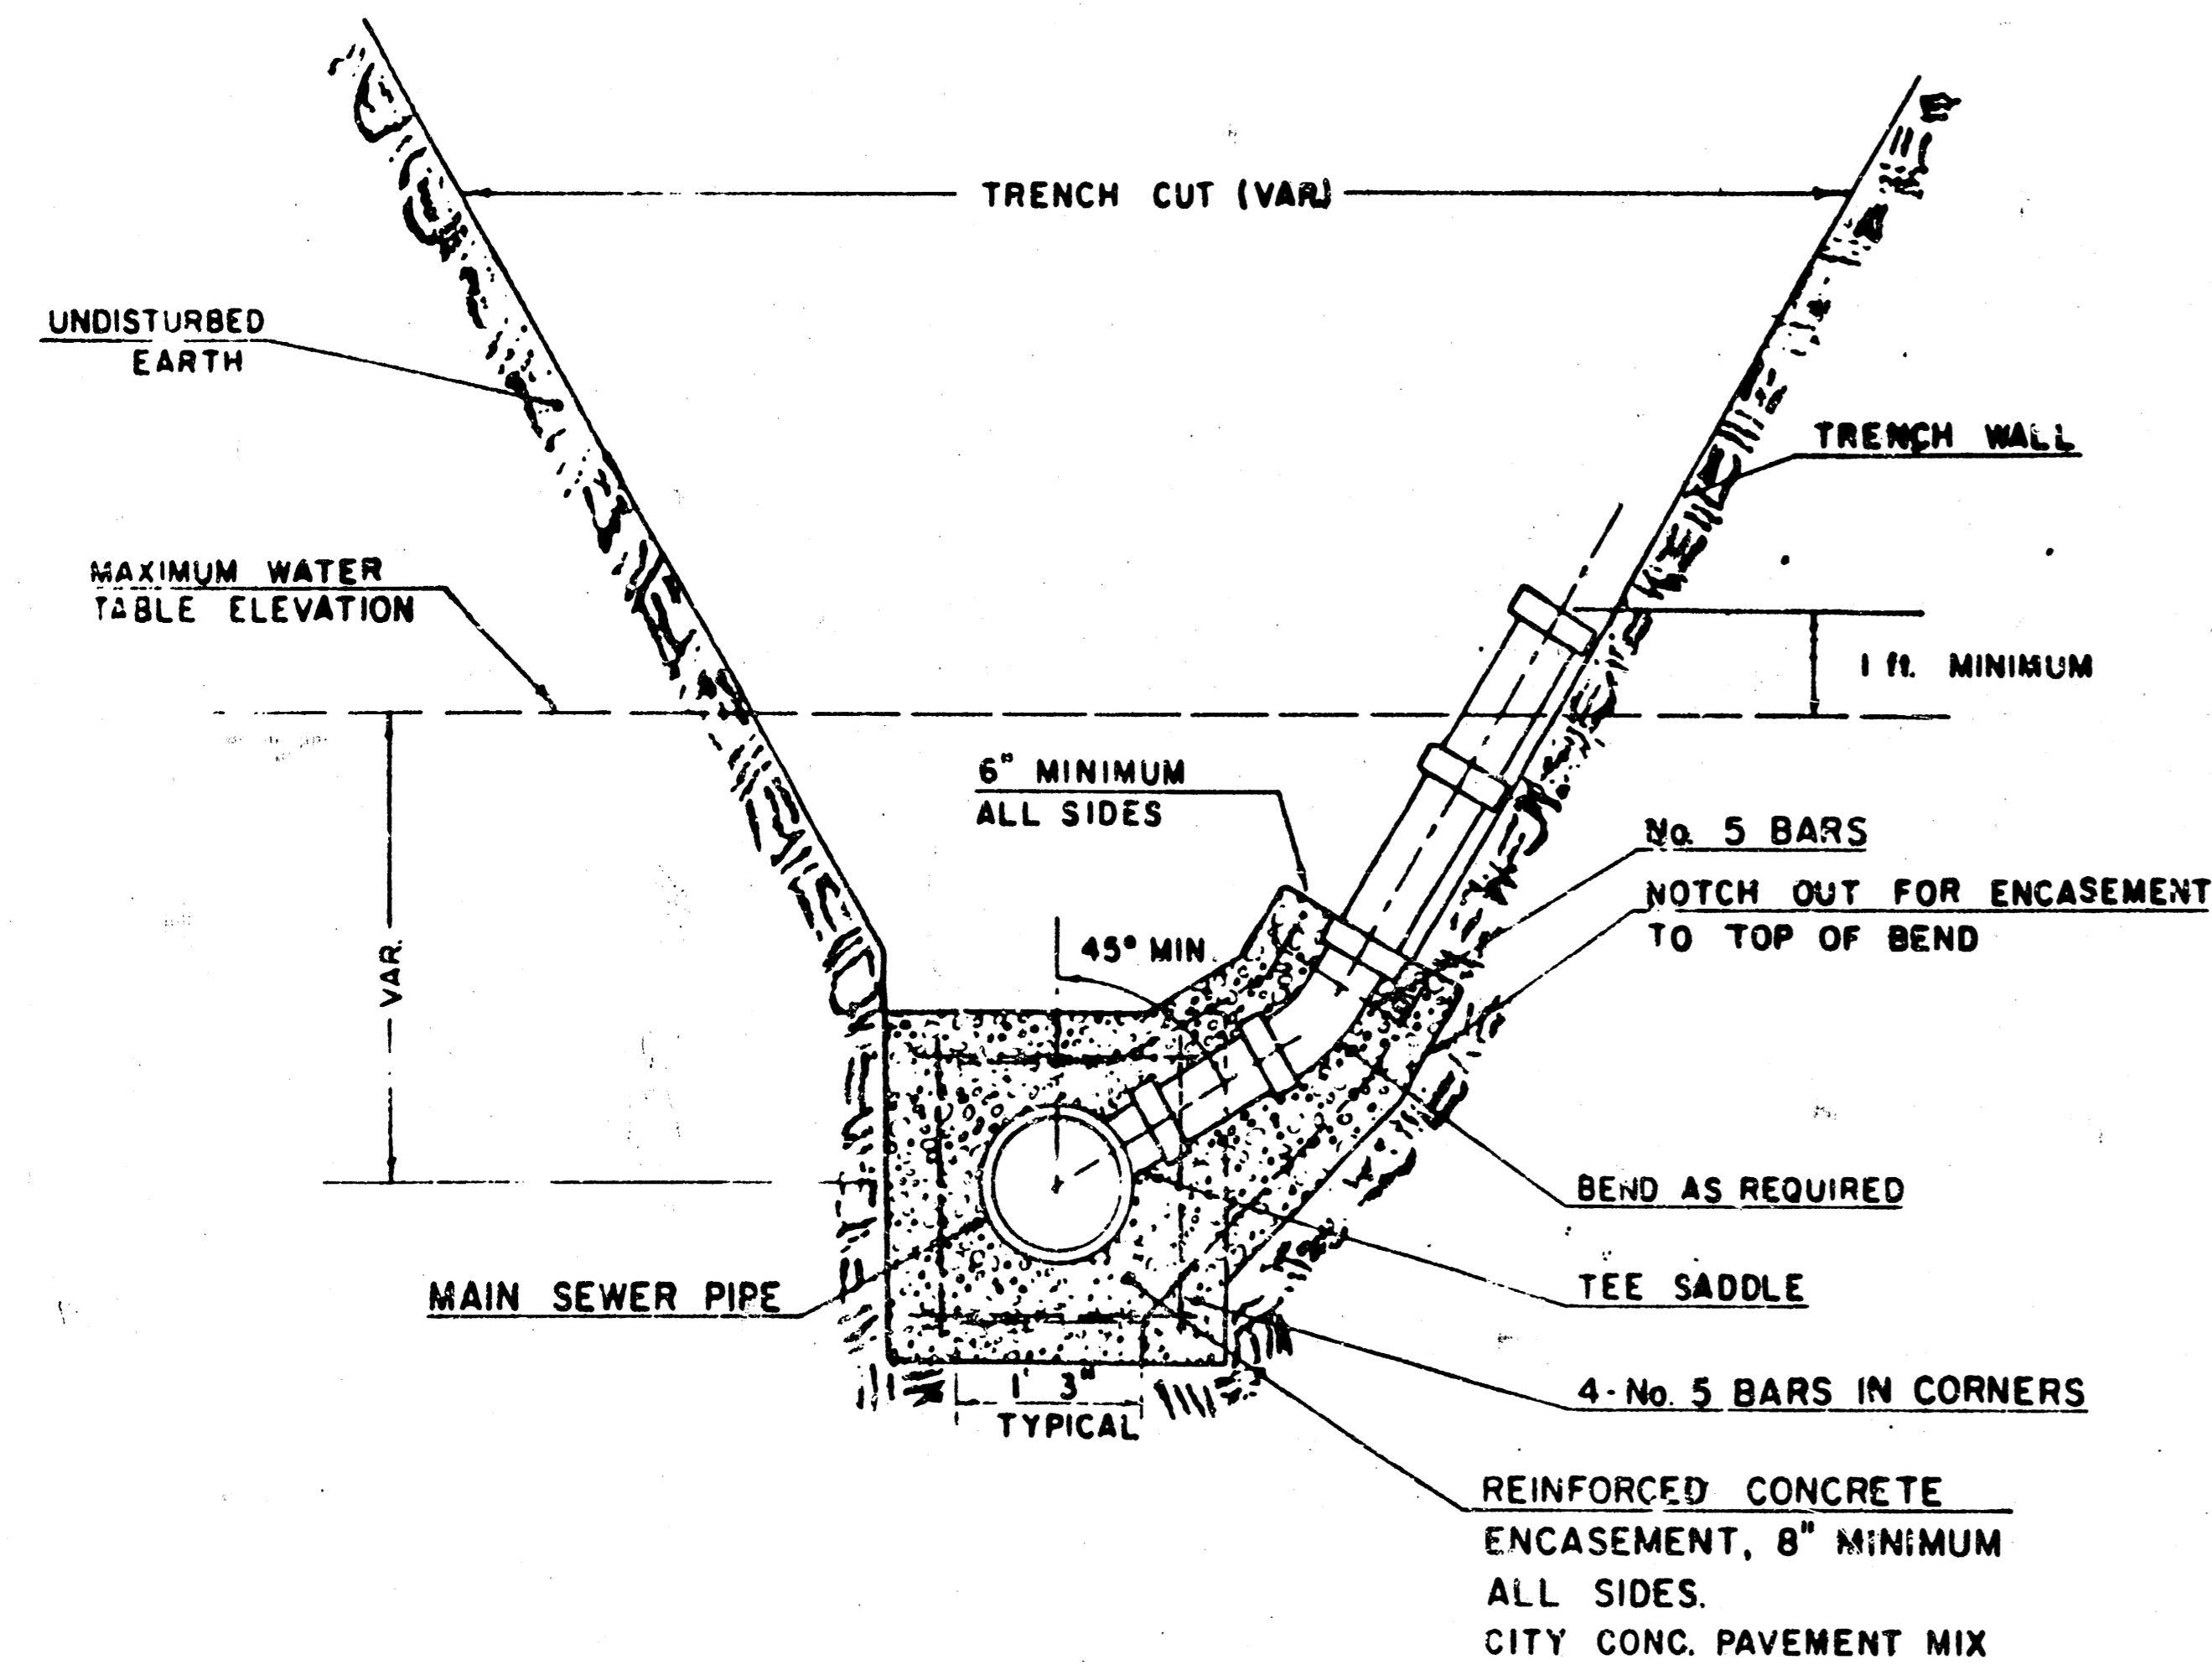 TRENCH CUT (VAR.)
UNDISTURBED
EARTH
TRENCH WALL
MAXIMUM WATER
TABLE ELEVATION
1 ft. MINIMUM
6" MINIMUM
ALL SIDES
No. 5 BARS
NOTCH OUT FOR ENCASEMENT
TO TOP OF BEND
45° MIN.
VAR.
BEND AS REQUIRED
MAIN SEWER PIPE
TEE SADDLE
1' 3"
TYPICAL
4-No. 5 BARS IN CORNERS
REINFORCED CONCRETE
ENCASEMENT, 8" MINIMUM
ALL SIDES.
CITY CONC. PAVEMENT MIX